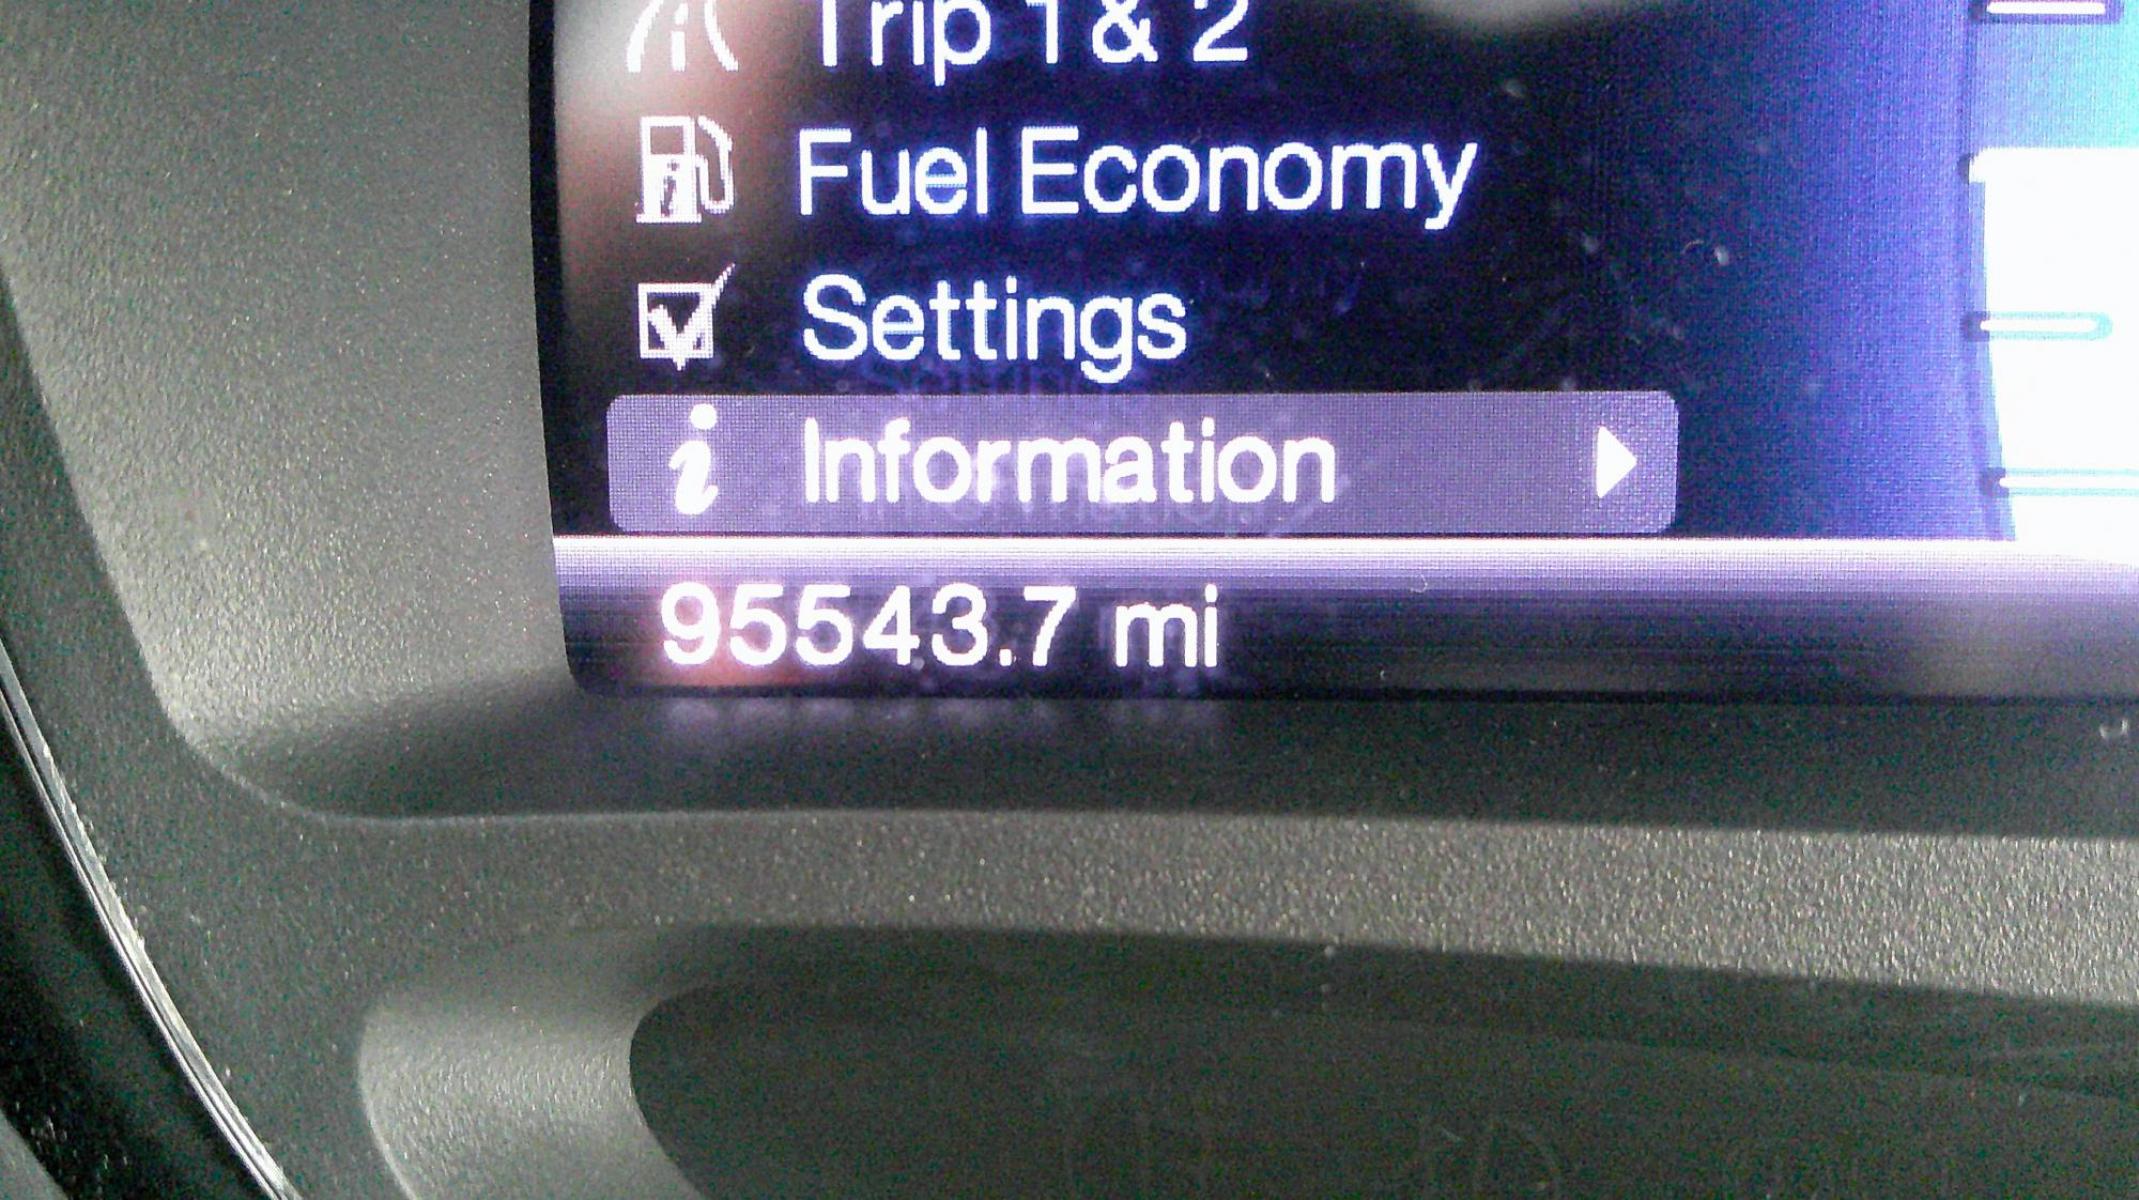 Trip 1 & 2
Fuel Economy
Settings
i Information
95543.7 mi